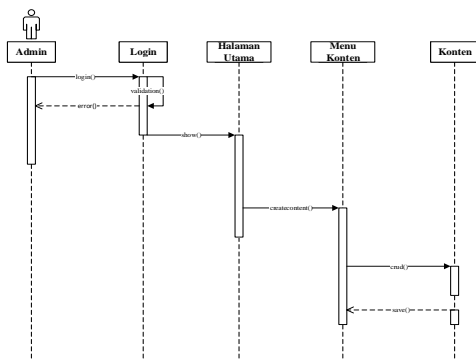 Admin
Login
Halaman
Utama
Menu
Konten
Konten
login()
validation()
error()
show()
createcontent()
crud()
save()